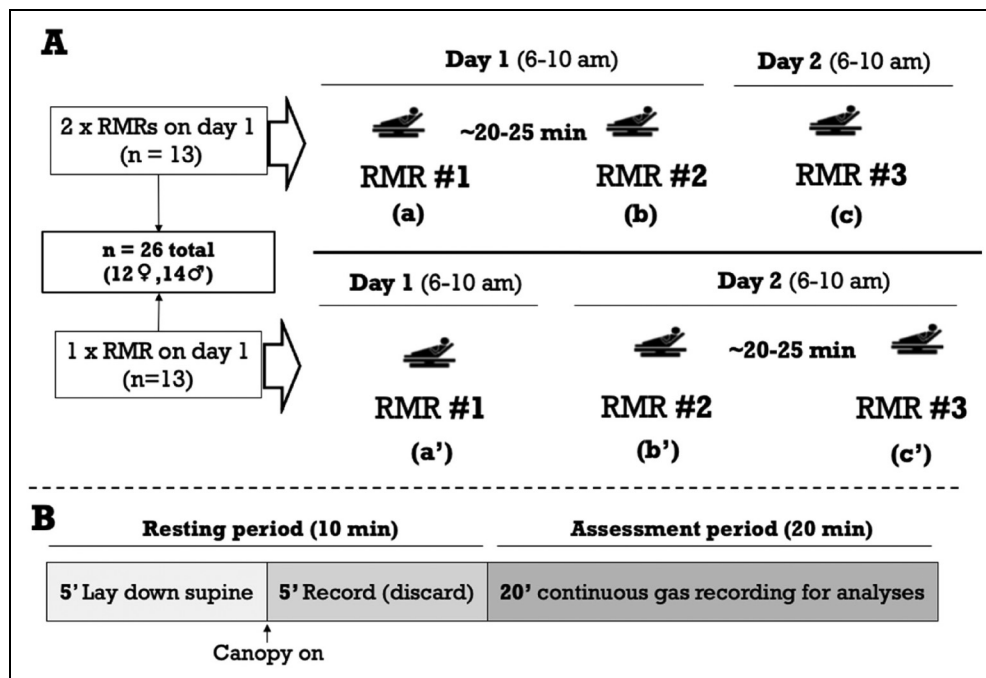 A
2 x RMRs on day 1
(n = 13)
n = 26 total
(12 ♀,14♂)
1 x RMR on day 1
(n=13)
Day 1 (6-10 am)
Day 2 (6-10 am)
~20-25 min
RMR #1
RMR #2
RMR #3
(a)
(b)
(c)
Day 1 (6-10 am)
Day 2 (6-10 am)
~20-25 min
RMR #1
RMR #2
RMR #3
(a')
(b')
(c')
B
Resting period (10 min)
Assessment period (20 min)
5' Lay down supine
5' Record (discard)
20' continuous gas recording for analyses
Canopy on